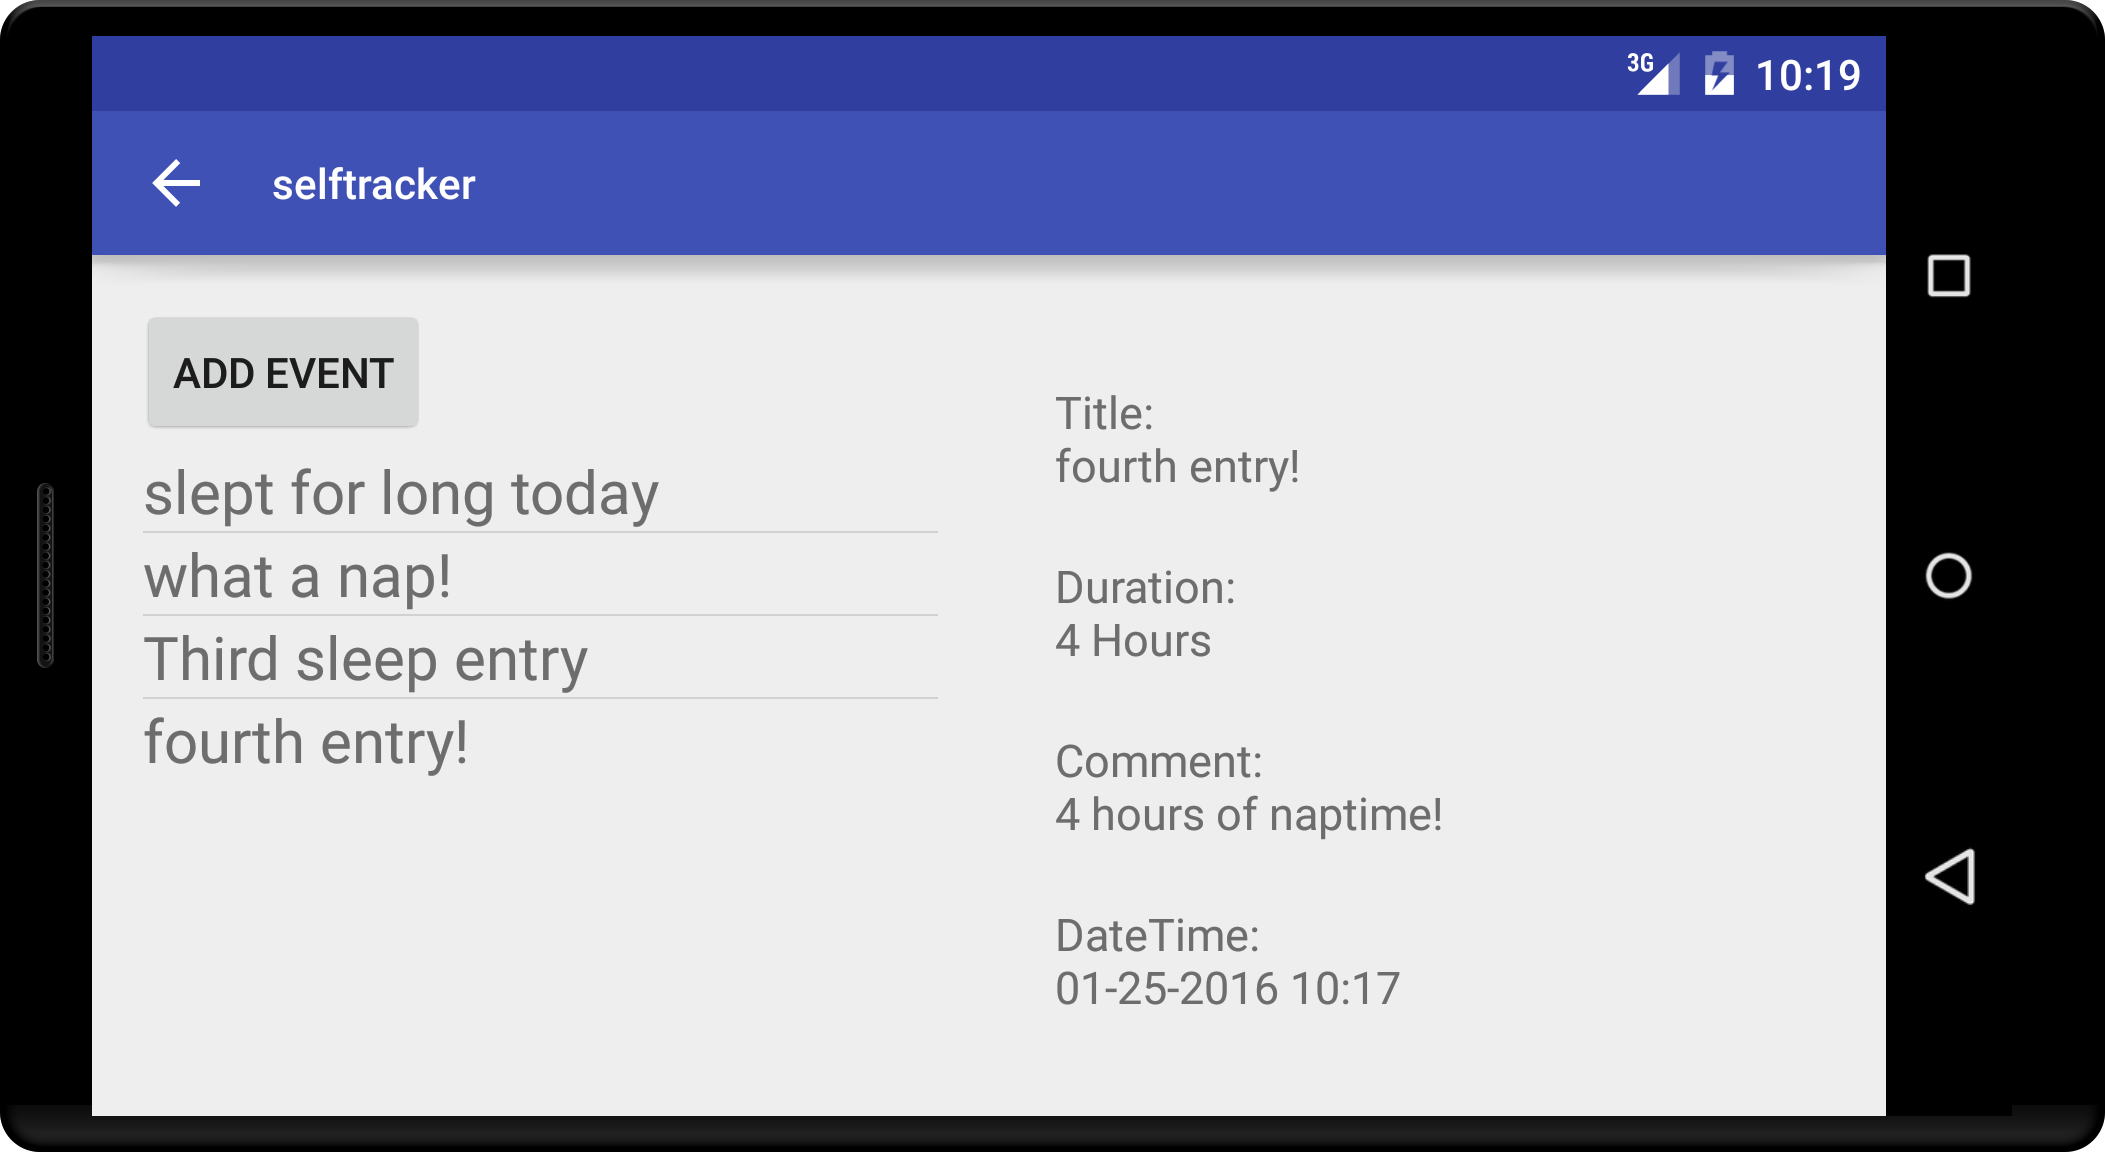 3G 10:19
selftracker
ADD EVENT
slept for long today
what a nap!
Third sleep entry
fourth entry!
Title:
fourth entry!
Duration:
4 Hours
Comment:
4 hours of naptime!
DateTime:
01-25-2016 10:17